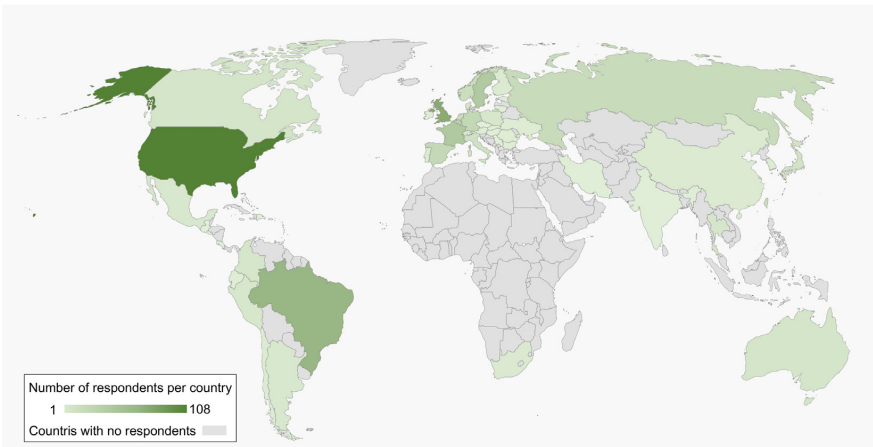 Number of respondents per country
1 108
Countris with no respondents